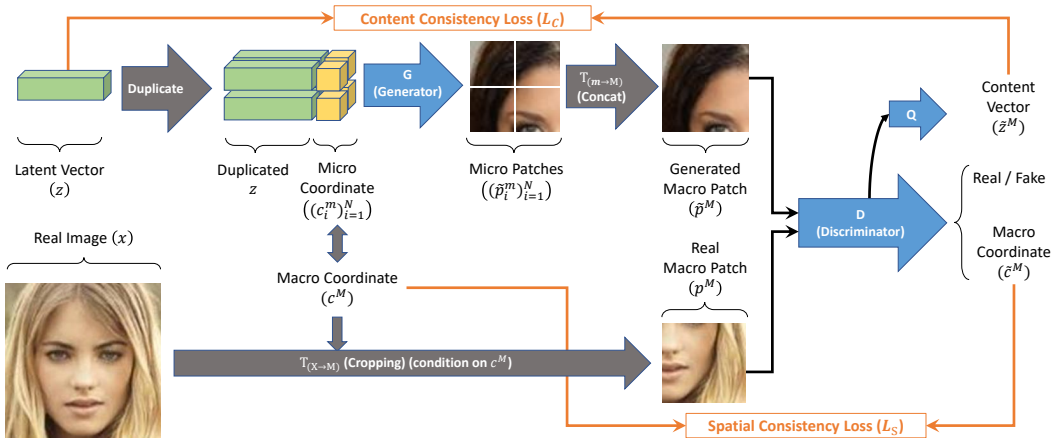 Content Consistency Loss (L_C)
Duplicate
G
(Generator)
T_(m→M)
(Concat)
Q
Content
Vector
(z̃^M)
Latent Vector
(z)
Duplicated
z
Micro
Coordinate
((c_i^m)_{i=1}^N)
Micro Patches
((p̃_i^m)_{i=1}^N)
Generated
Macro Patch
(p̃^M)
D
(Discriminator)
Real / Fake
Macro
Coordinate
(c̃^M)
Real Image (x)
Macro Coordinate
(c^M)
Real
Macro Patch
(p^M)
T_(X→M) (Cropping) (condition on c^M)
Spatial Consistency Loss (L_S)